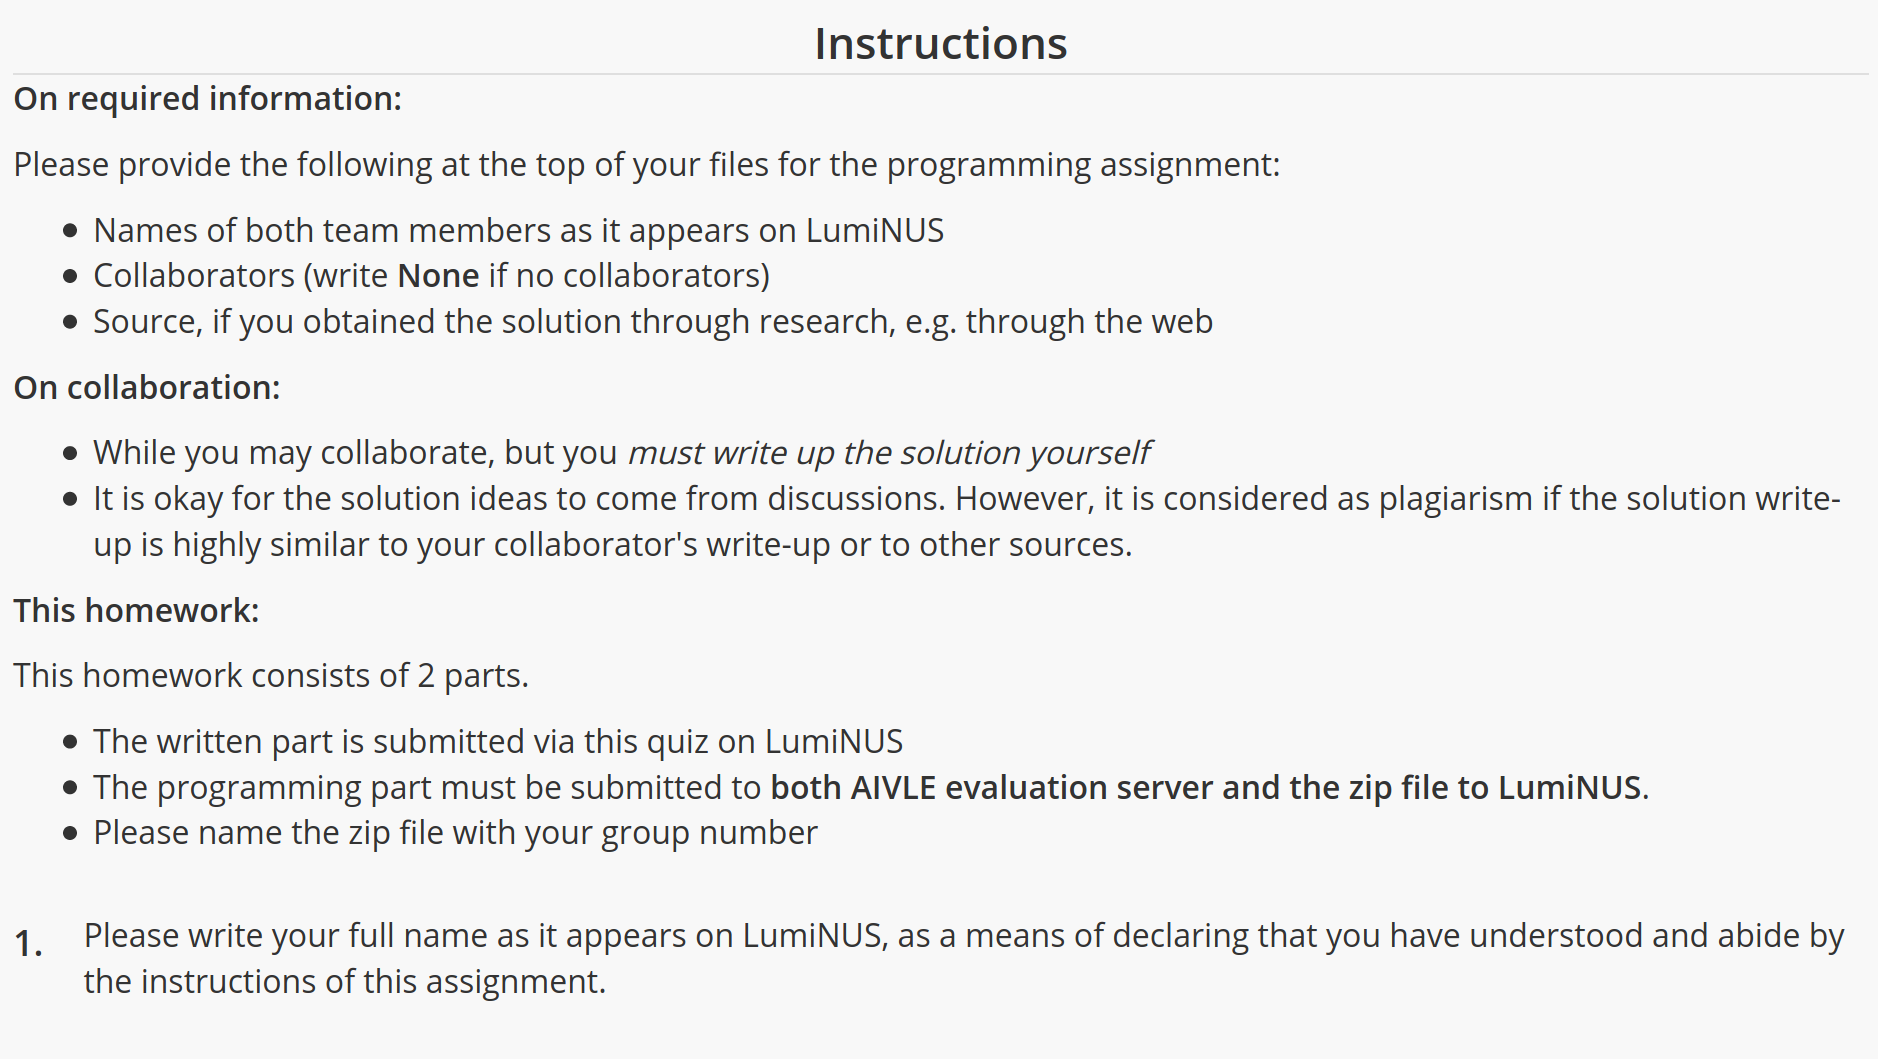 Instructions
On required information:
Please provide the following at the top of your files for the programming assignment:
● Names of both team members as it appears on LumiNUS
● Collaborators (write None if no collaborators)
● Source, if you obtained the solution through research, e.g. through the web
On collaboration:
● While you may collaborate, but you must write up the solution yourself
● It is okay for the solution ideas to come from discussions. However, it is considered as plagiarism if the solution write-
up is highly similar to your collaborator's write-up or to other sources.
This homework:
This homework consists of 2 parts.
● The written part is submitted via this quiz on LumiNUS
● The programming part must be submitted to both AIVLE evaluation server and the zip file to LumiNUS.
● Please name the zip file with your group number
1. Please write your full name as it appears on LumiNUS, as a means of declaring that you have understood and abide by
the instructions of this assignment.